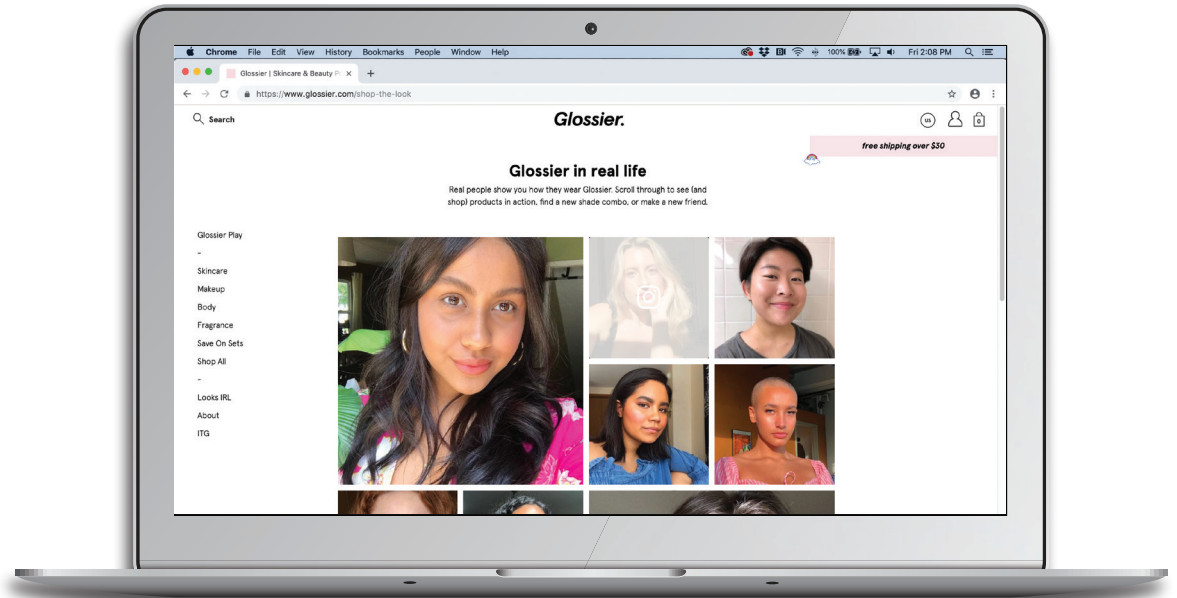 Chrome File Edit View History Bookmarks People Window Help 100% Fri 2:08 PM
Glossier | Skincare & Beauty P
https://www.glossier.com/shop-the-look
Search
Glossier.
us
0
free shipping over $30
Glossier in real life
Real people show you how they wear Glossier. Scroll through to see (and
shop) products in action, find a new shade combo, or make a new friend.
Glossier Play
-
Skincare
Makeup
Body
Fragrance
Save On Sets
Shop All
-
Looks IRL
About
ITG